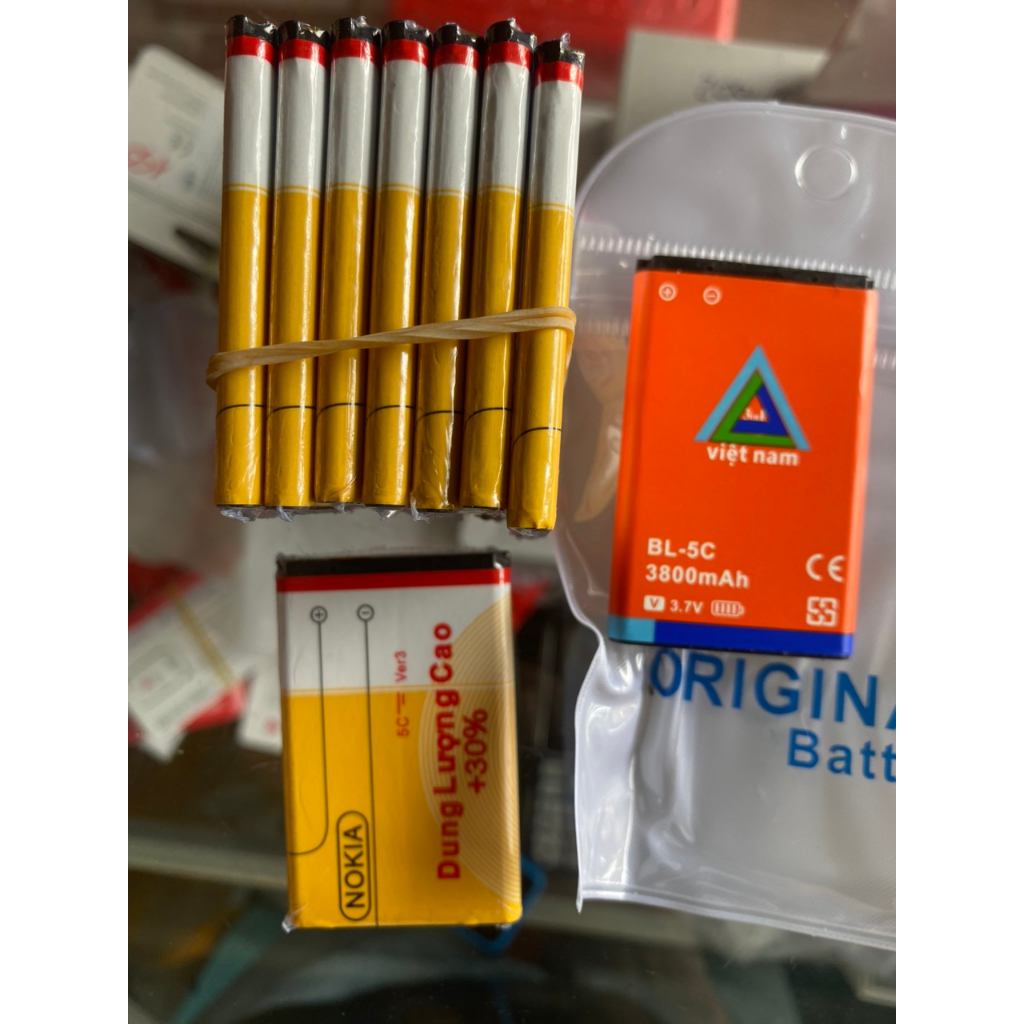 việt nam
BL-5C
3800mAh
V 3.7V
CE
ORIGINA
Batt
5C Ver3
Dung Lượng Cao
+30%
NOKIA